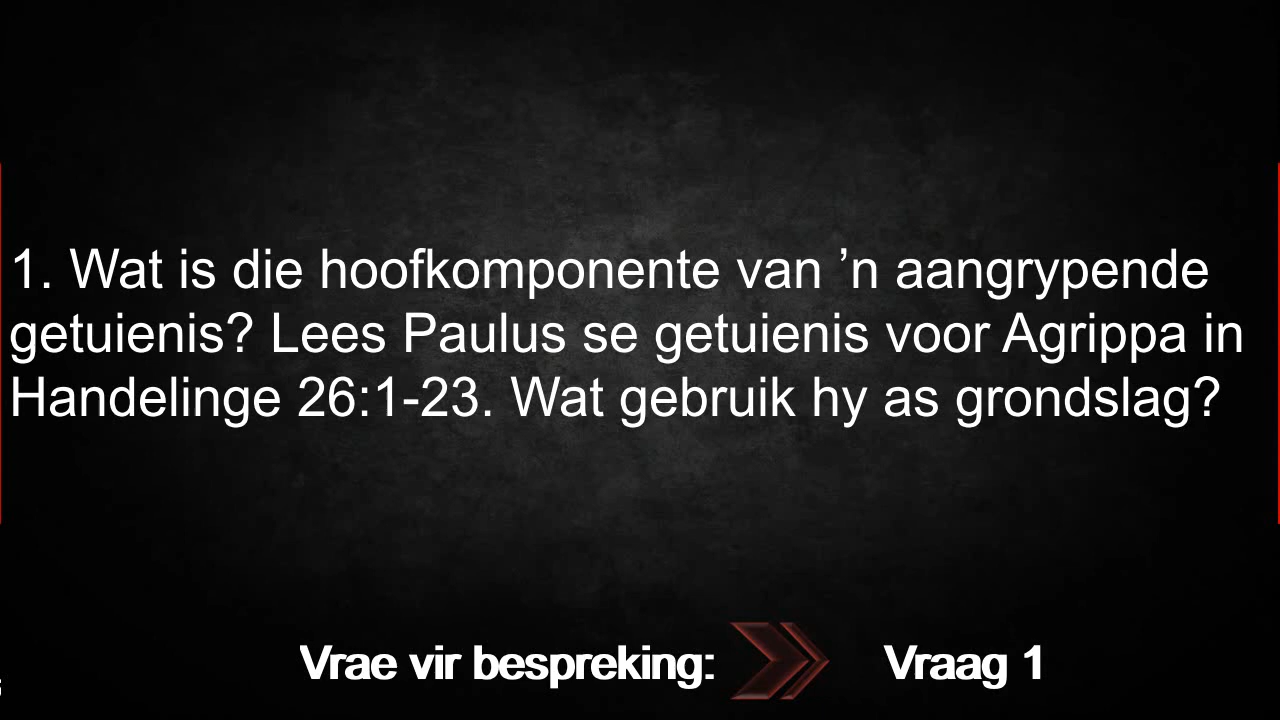 1. Wat is die hoofkomponente van ’n aangrypende
getuienis? Lees Paulus se getuienis voor Agrippa in
Handelinge 26:1-23. Wat gebruik hy as grondslag?
Vrae vir bespreking: Vraag 1